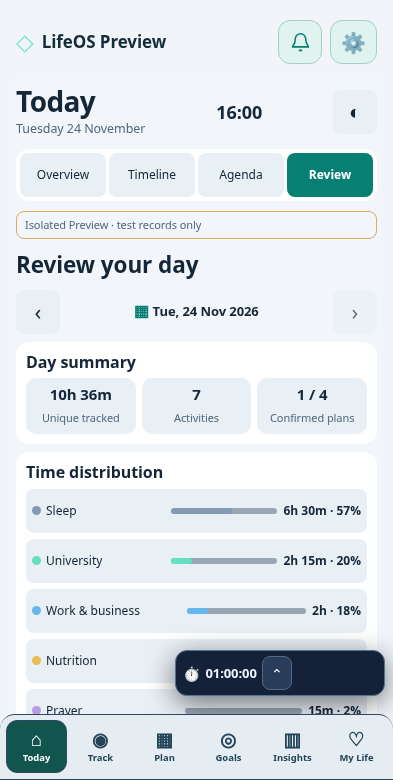 LifeOS Preview
Today
Tuesday 24 November
16:00
Overview
Timeline
Agenda
Review
Isolated Preview · test records only
Review your day
Tue, 24 Nov 2026
Day summary
10h 36m
Unique tracked
7
Activities
1 / 4
Confirmed plans
Time distribution
Sleep 6h 30m · 57%
University 2h 15m · 20%
Work & business 2h · 18%
Nutrition
01:00:00
Prayer 15m · 2%
Today
Track
Plan
Goals
Insights
My Life